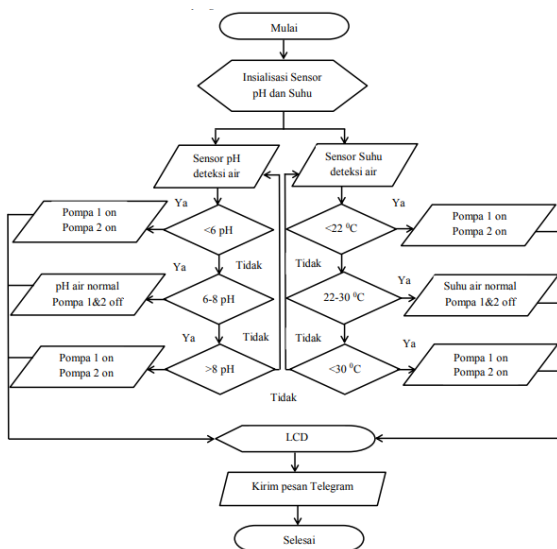 Mulai
Insialisasi Sensor
pH dan Suhu
Sensor pH
deteksi air
Sensor Suhu
deteksi air
Ya
Pompa 1 on
Pompa 2 on
<6 pH
Tidak
Ya
pH air normal
Pompa 1&2 off
6-8 pH
Tidak
Ya
Pompa 1 on
Pompa 2 on
>8 pH
Tidak
<22 ⁰C
Ya
Pompa 1 on
Pompa 2 on
Tidak
22-30 ⁰C
Ya
Suhu air normal
Pompa 1&2 off
Tidak
<30 ⁰C
Ya
Pompa 1 on
Pompa 2 on
LCD
Kirim pesan Telegram
Selesai